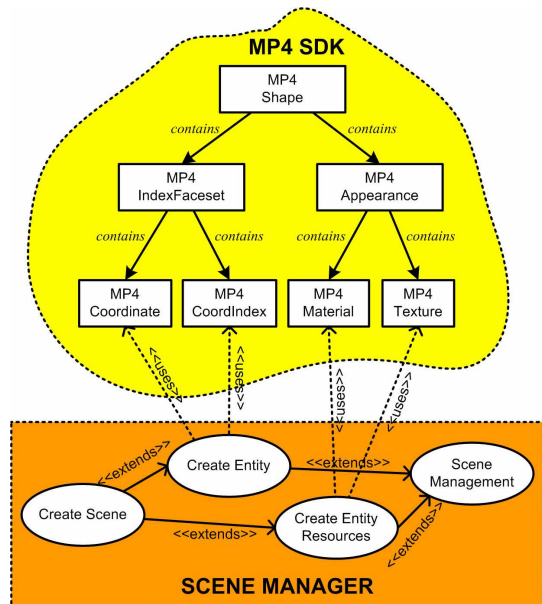 MP4 SDK
MP4
Shape
contains
contains
MP4
IndexFaceset
MP4
Appearance
contains
contains
contains
contains
MP4
Coordinate
MP4
CoordIndex
MP4
Material
MP4
Texture
<<uses>>
<<uses>>
<<uses>>
<<uses>>
<<extends>>
Create Entity
<<extends>>
Scene
Management
Create Scene
<<extends>>
Create Entity
Resources
<<extends>>
SCENE MANAGER